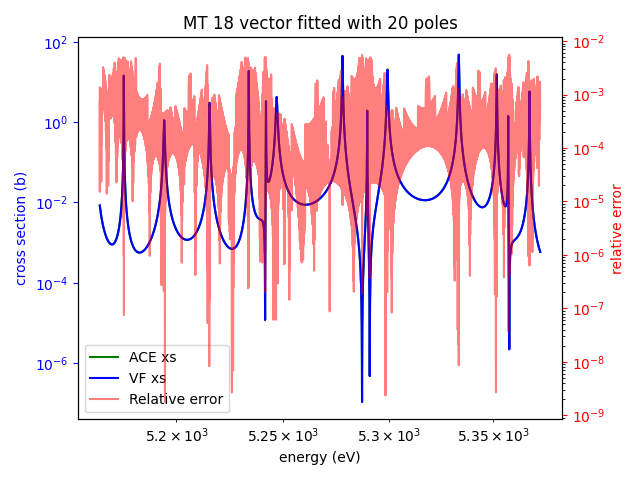 MT 18 vector fitted with 20 poles
10²
10⁰
10⁻²
10⁻⁴
10⁻⁶
cross section (b)
10⁻²
10⁻³
10⁻⁴
10⁻⁵
10⁻⁶
10⁻⁷
10⁻⁸
10⁻⁹
relative error
ACE xs
VF xs
Relative error
5.2 × 10³ 5.25 × 10³ 5.3 × 10³ 5.35 × 10³
energy (eV)